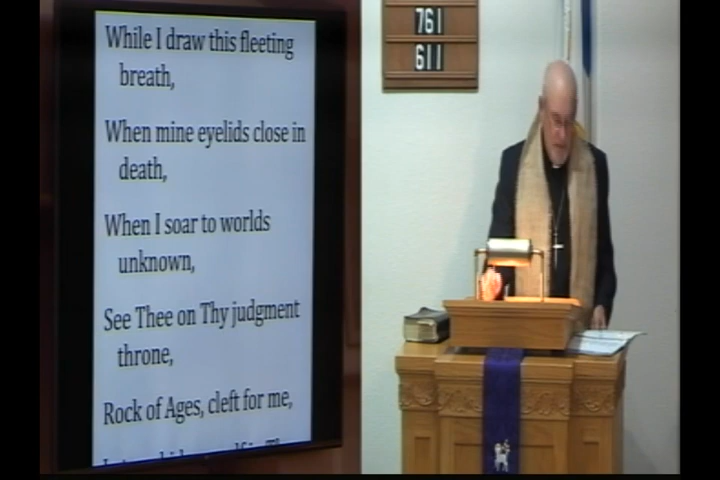 While I draw this fleeting
breath,
When mine eyelids close in
death,
When I soar to worlds
unknown,
See Thee on Thy judgment
throne,
Rock of Ages, cleft for me,
761
611